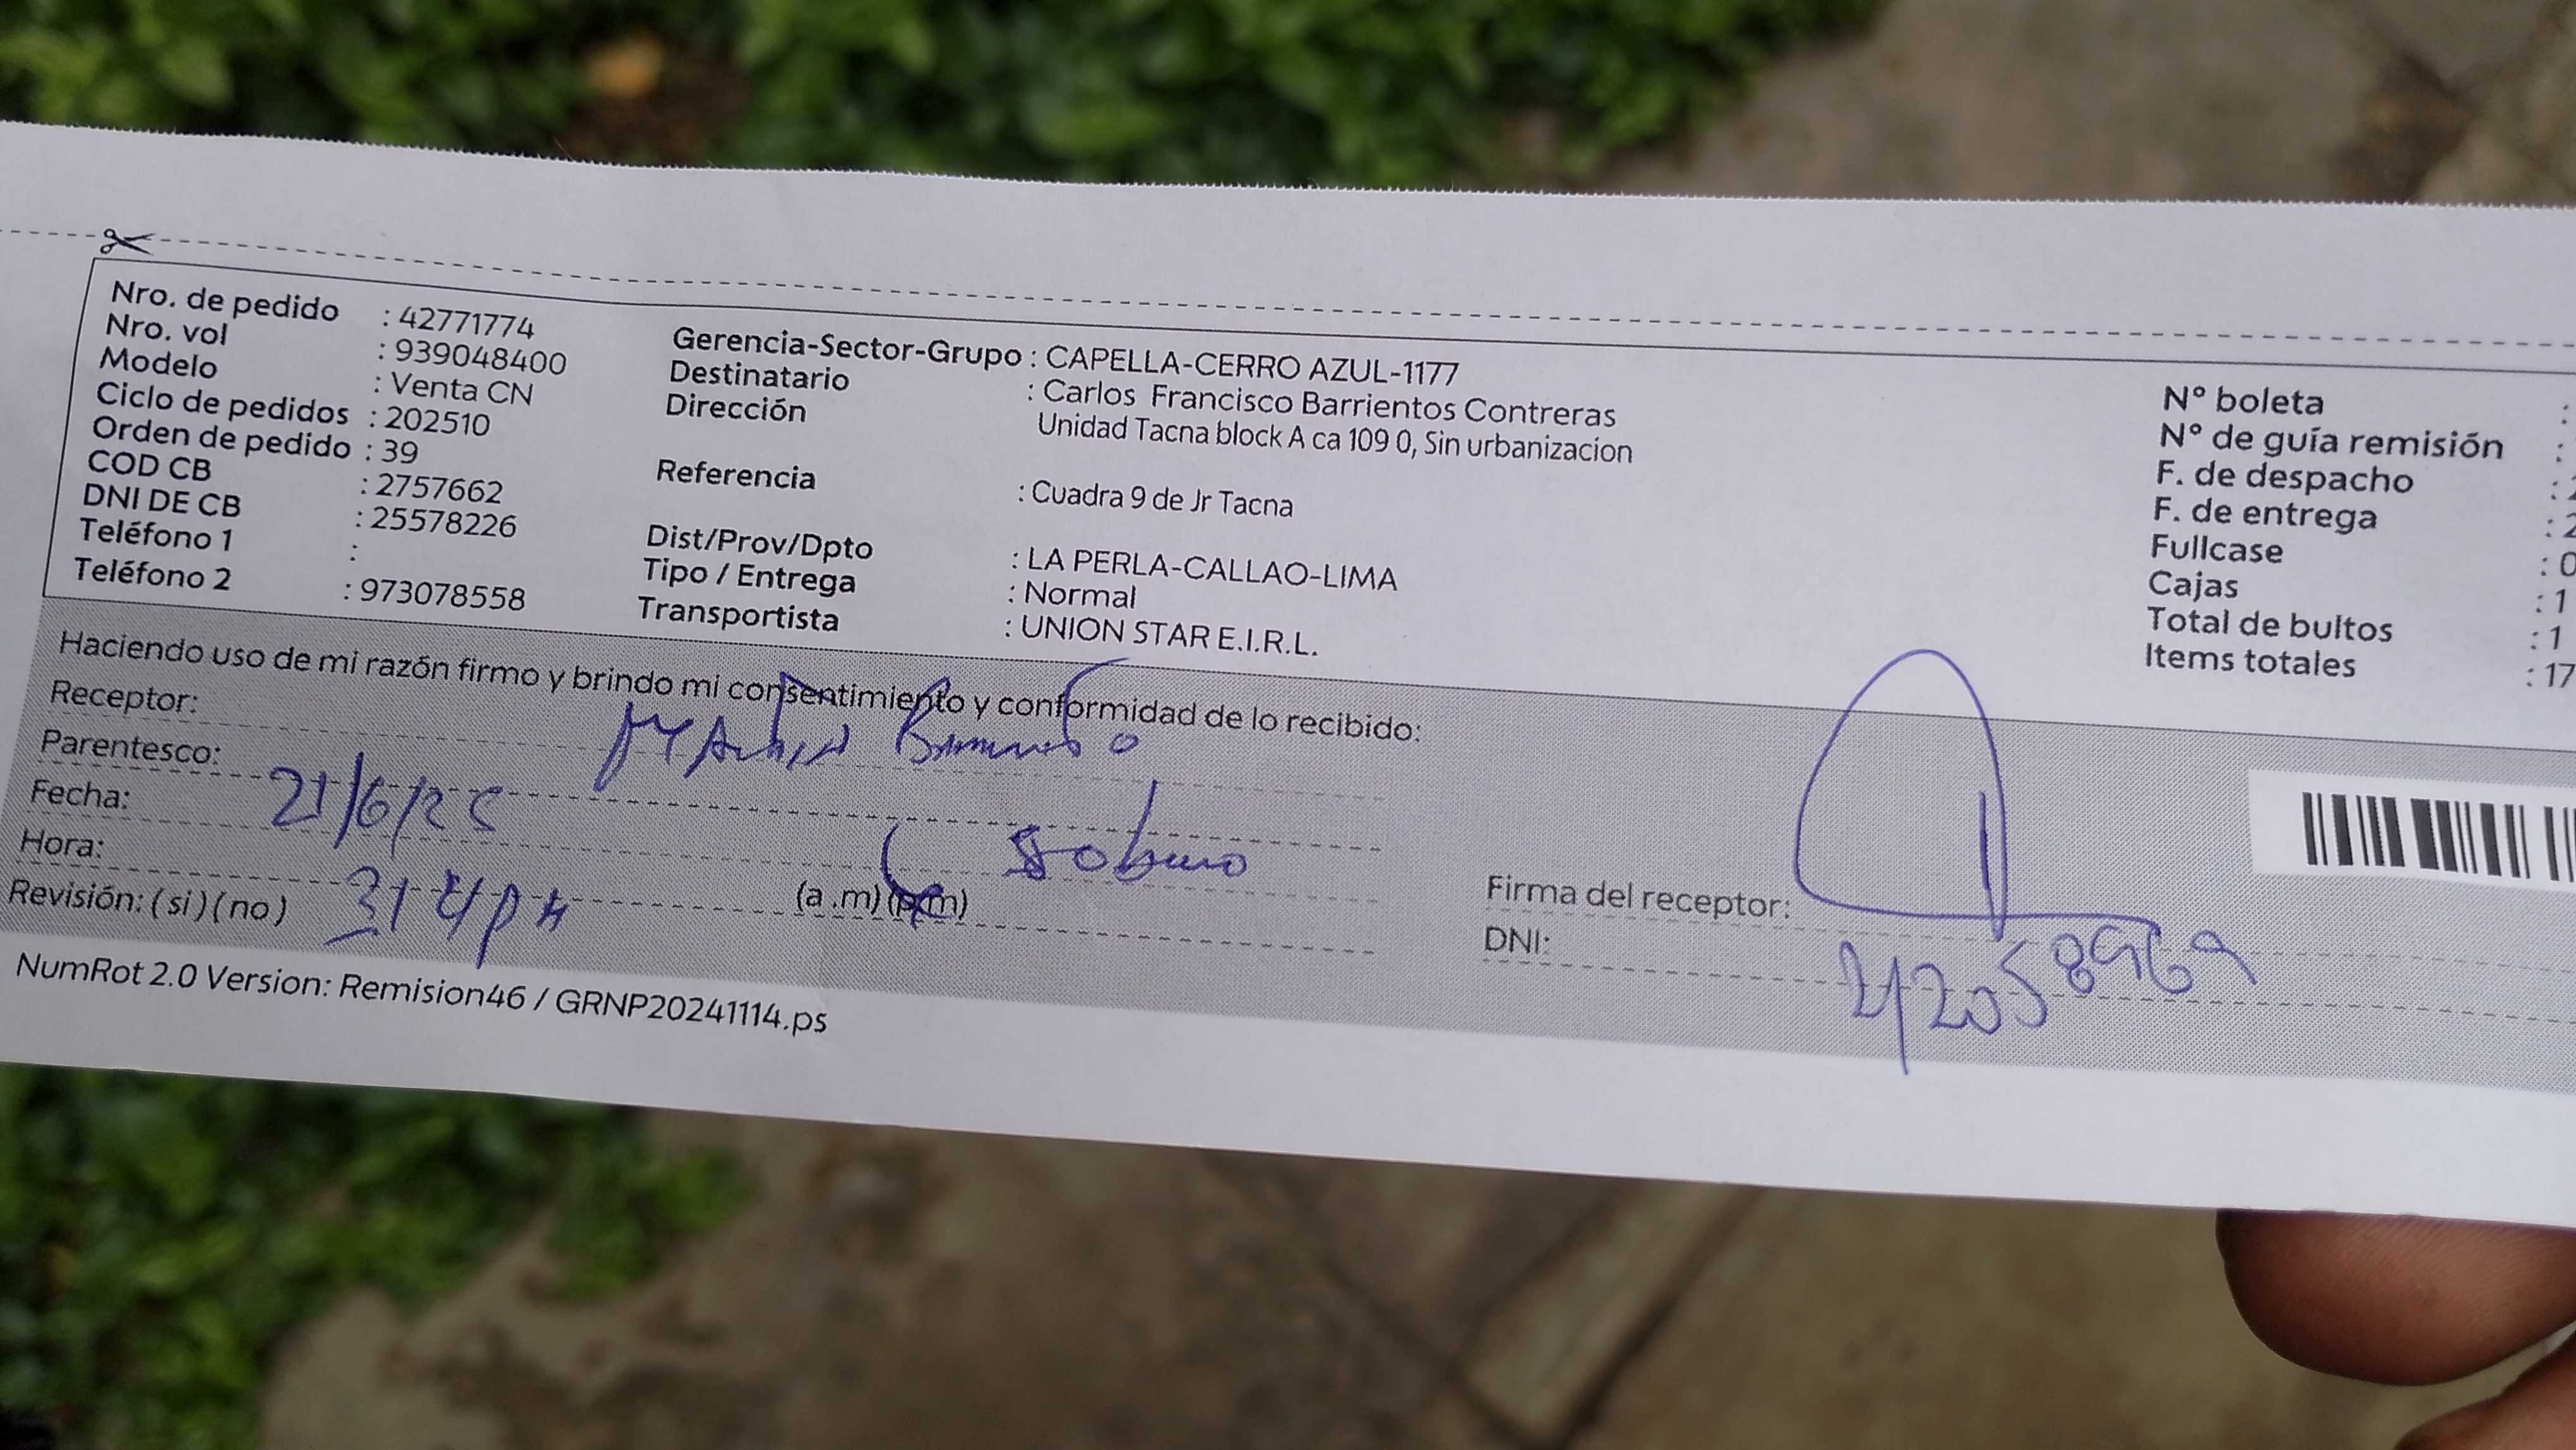 Nro. de pedido : 42771774
Nro. vol : 939048400
Modelo : Venta CN
Ciclo de pedidos : 202510
Orden de pedido : 39
COD CB : 2757662
DNI DE CB : 25578226
Teléfono 1 :
Teléfono 2 : 973078558
Gerencia-Sector-Grupo : CAPELLA-CERRO AZUL-1177
Destinatario : Carlos Francisco Barrientos Contreras
Dirección Unidad Tacna block A ca 109 0, Sin urbanizacion
Referencia : Cuadra 9 de Jr Tacna
Dist/Prov/Dpto : LA PERLA-CALLAO-LIMA
Tipo / Entrega : Normal
Transportista : UNION STAR E.I.R.L.
N° boleta :
N° de guía remisión :
F. de despacho : 2
F. de entrega : 2
Fullcase : 0
Cajas : 1
Total de bultos : 1
Items totales : 17
Haciendo uso de mi razón firmo y brindo mi consentimiento y conformidad de lo recibido:
Receptor:
Parentesco:
Fecha: 21/6/25
Hora: (a.m) (p.m)
Revisión: (si) (no)
Firma del receptor:
DNI: 42058969
NumRot 2.0 Version: Remision46 / GRNP20241114.ps